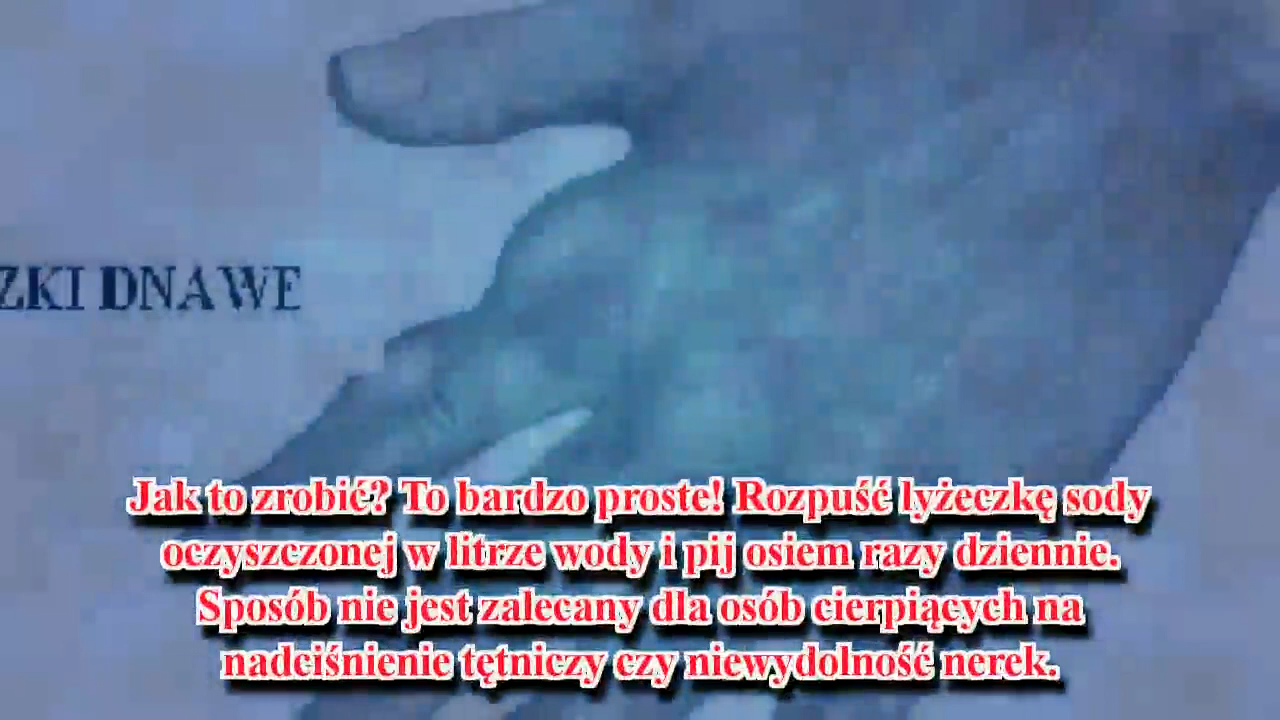 ZKI DNAWE
Jak to zrobić? To bardzo proste! Rozpuść łyżeczkę sody
oczyszczonej w litrze wody i pij osiem razy dziennie.
Sposób nie jest zalecany dla osób cierpiących na
nadciśnienie tętniczy czy niewydolność nerek.